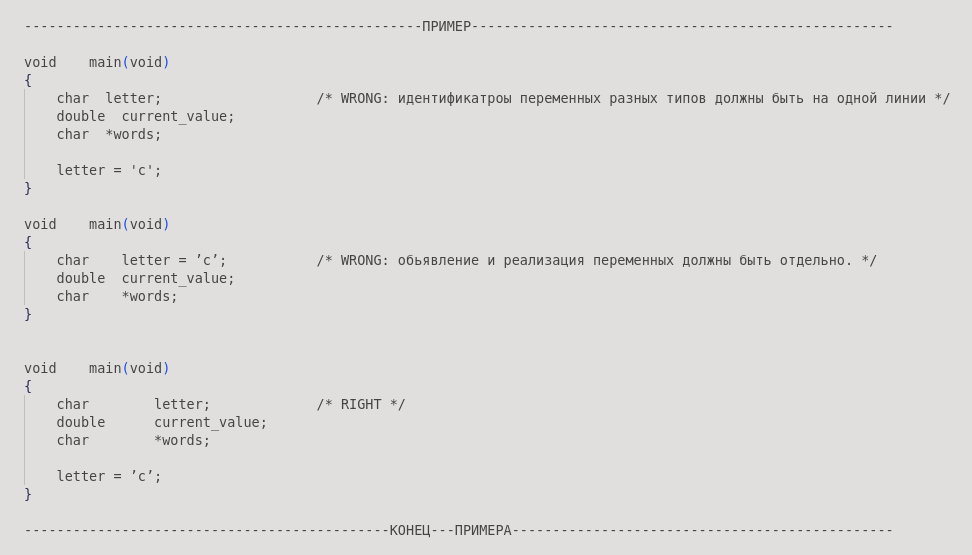 -------------------------------------------------ПРИМЕР----------------------------------------------------
void    main(void)
{
    char  letter;                   /* WRONG: идентификатроы переменных разных типов должны быть на одной линии */
    double  current_value;
    char  *words;
    letter = 'c';
}
void    main(void)
{
    char    letter = ’c’;           /* WRONG: обьявление и реализация переменных должны быть отдельно. */
    double  current_value;
    char    *words;
}
void    main(void)
{
    char        letter;             /* RIGHT */
    double      current_value;
    char        *words;
    letter = ’c’;
}
---------------------------------------------КОНЕЦ---ПРИМЕРА-----------------------------------------------